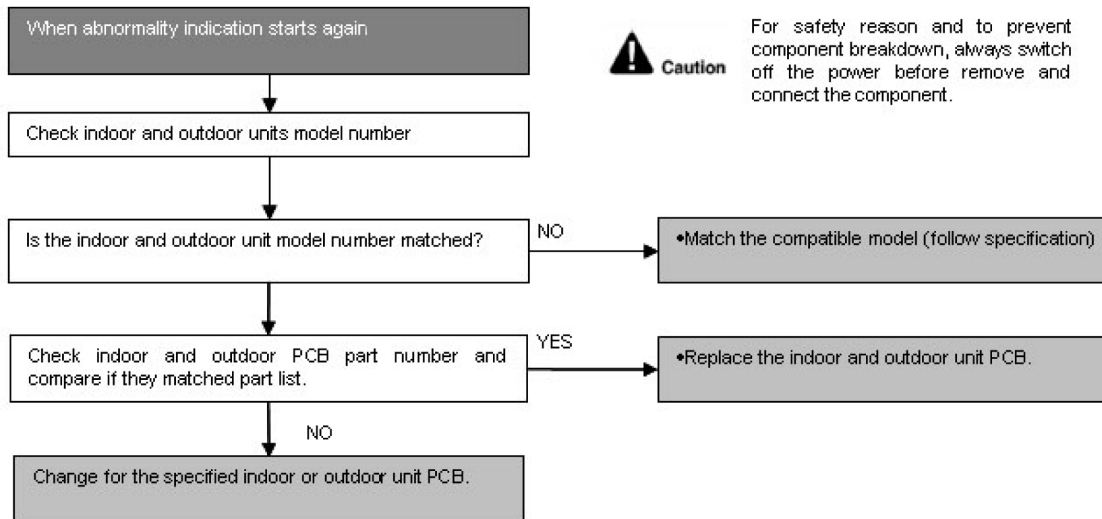 When abnormality indication starts again
For safety reason and to prevent
component breakdown, always switch
off the power before remove and
connect the component.
Caution
Check indoor and outdoor units model number
Is the indoor and outdoor unit model number matched?
NO
•Match the compatible model (follow specification)
Check indoor and outdoor PCB part number and
compare if they matched part list.
YES
•Replace the indoor and outdoor unit PCB.
NO
Change for the specified indoor or outdoor unit PCB.